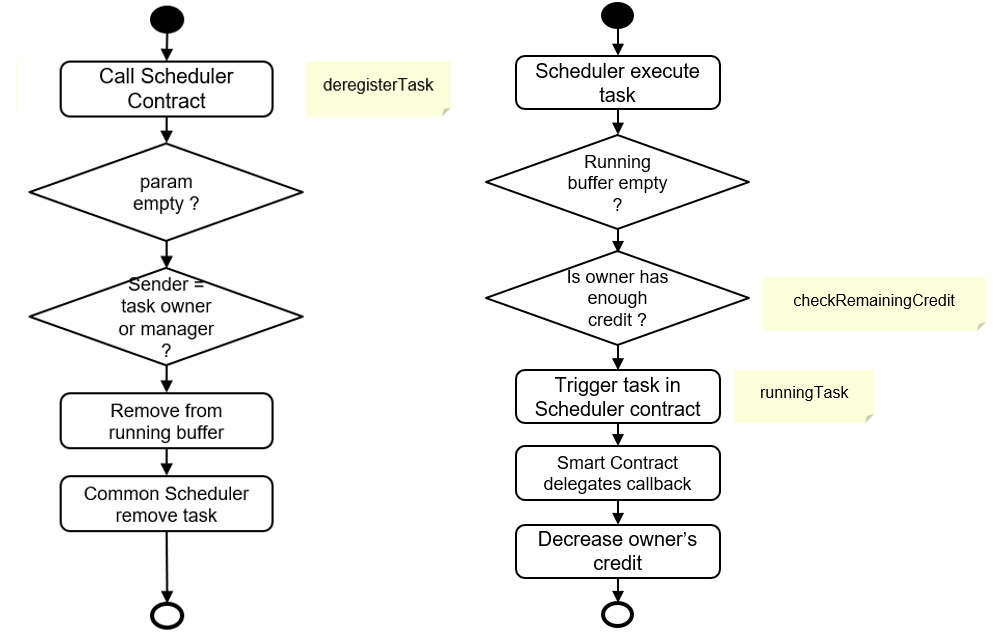 Call Scheduler
Contract
deregisterTask
param
empty ?
Sender =
task owner
or manager
?
Remove from
running buffer
Common Scheduler
remove task
Scheduler execute
task
Running
buffer empty
?
Is owner has
enough
credit ?
checkRemainingCredit
Trigger task in
Scheduler contract
runningTask
Smart Contract
delegates callback
Decrease owner's
credit